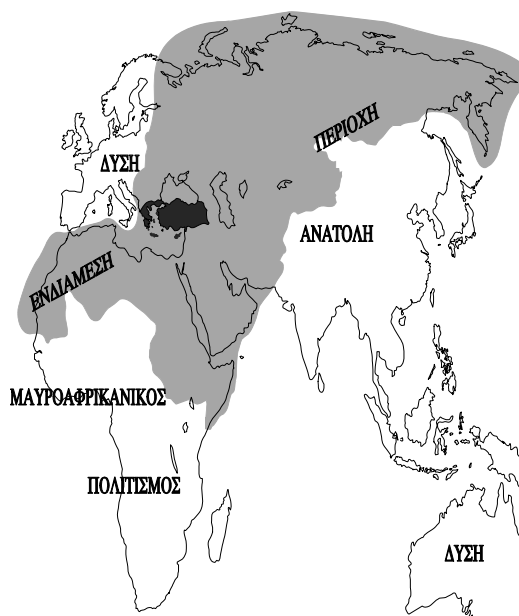 ΠΕΡΙΟΧΗ
ΔΥΣΗ
ΑΝΑΤΟΛΗ
ΕΝΔΙΑΜΕΣΗ
ΜΑΥΡΟΑΦΡΙΚΑΝΙΚΟΣ
ΠΟΛΙΤΙΣΜΟΣ
ΔΥΣΗ